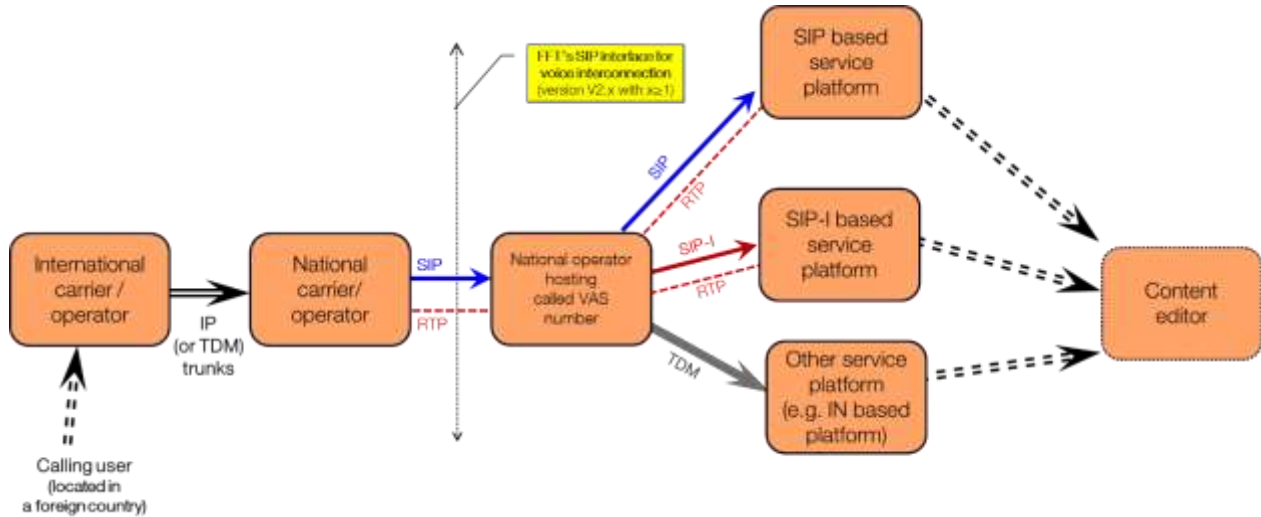 FFT's SIP interface for
voice interconnection
(version V2.x with x≥1)
SIP based
service
platform
SIP
RTP
SIP-I based
service
platform
SIP-I
RTP
International
carrier /
operator
National
carrier/
operator
SIP
RTP
National operator
hosting
called VAS
number
Content
editor
IP
(or TDM)
trunks
TDM
Other service
platform
(e.g. IN based
platform)
Calling user
(located in
a foreign country)